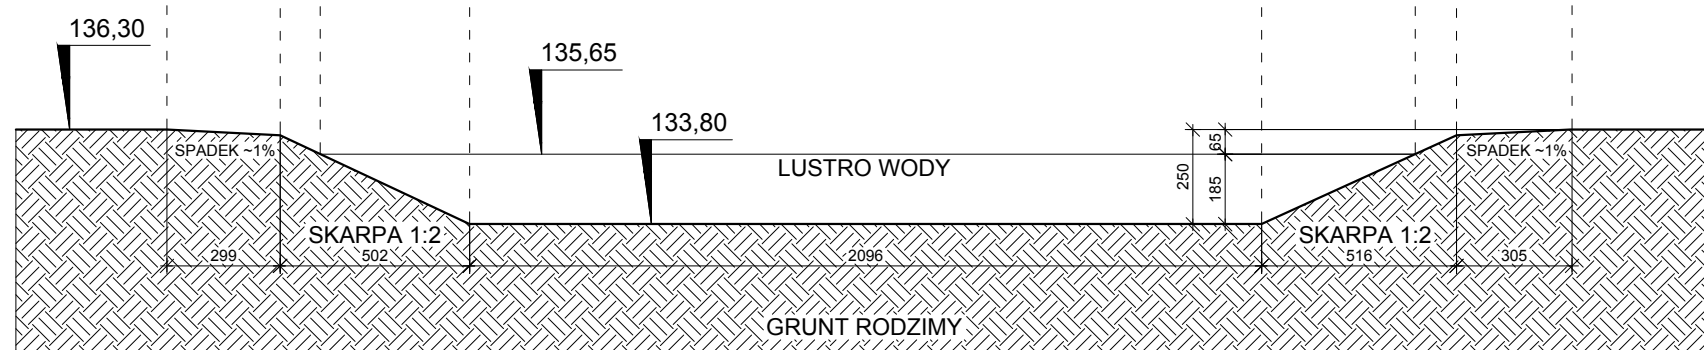 136,30
135,65
133,80
SPADEK ~1%
LUSTRO WODY
250
65
185
SPADEK ~1%
SKARPA 1:2
SKARPA 1:2
299
502
2096
516
305
GRUNT RODZIMY